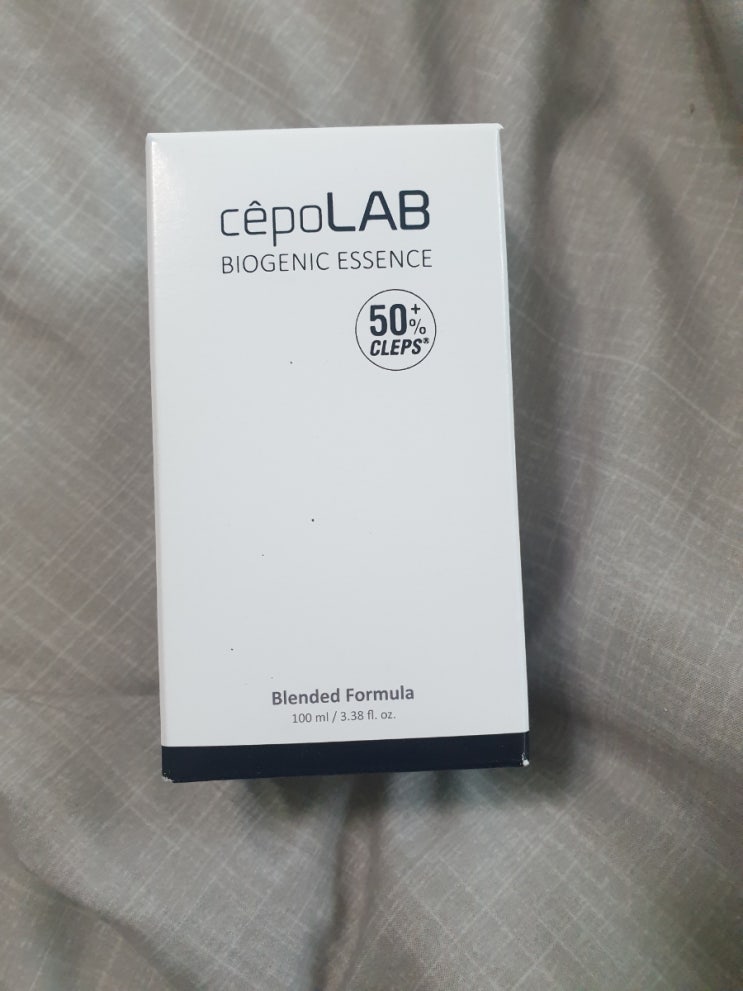 cêpoLAB
BIOGENIC ESSENCE
50+%
CLEPS®
Blended Formula
100 ml / 3.38 fl. oz.